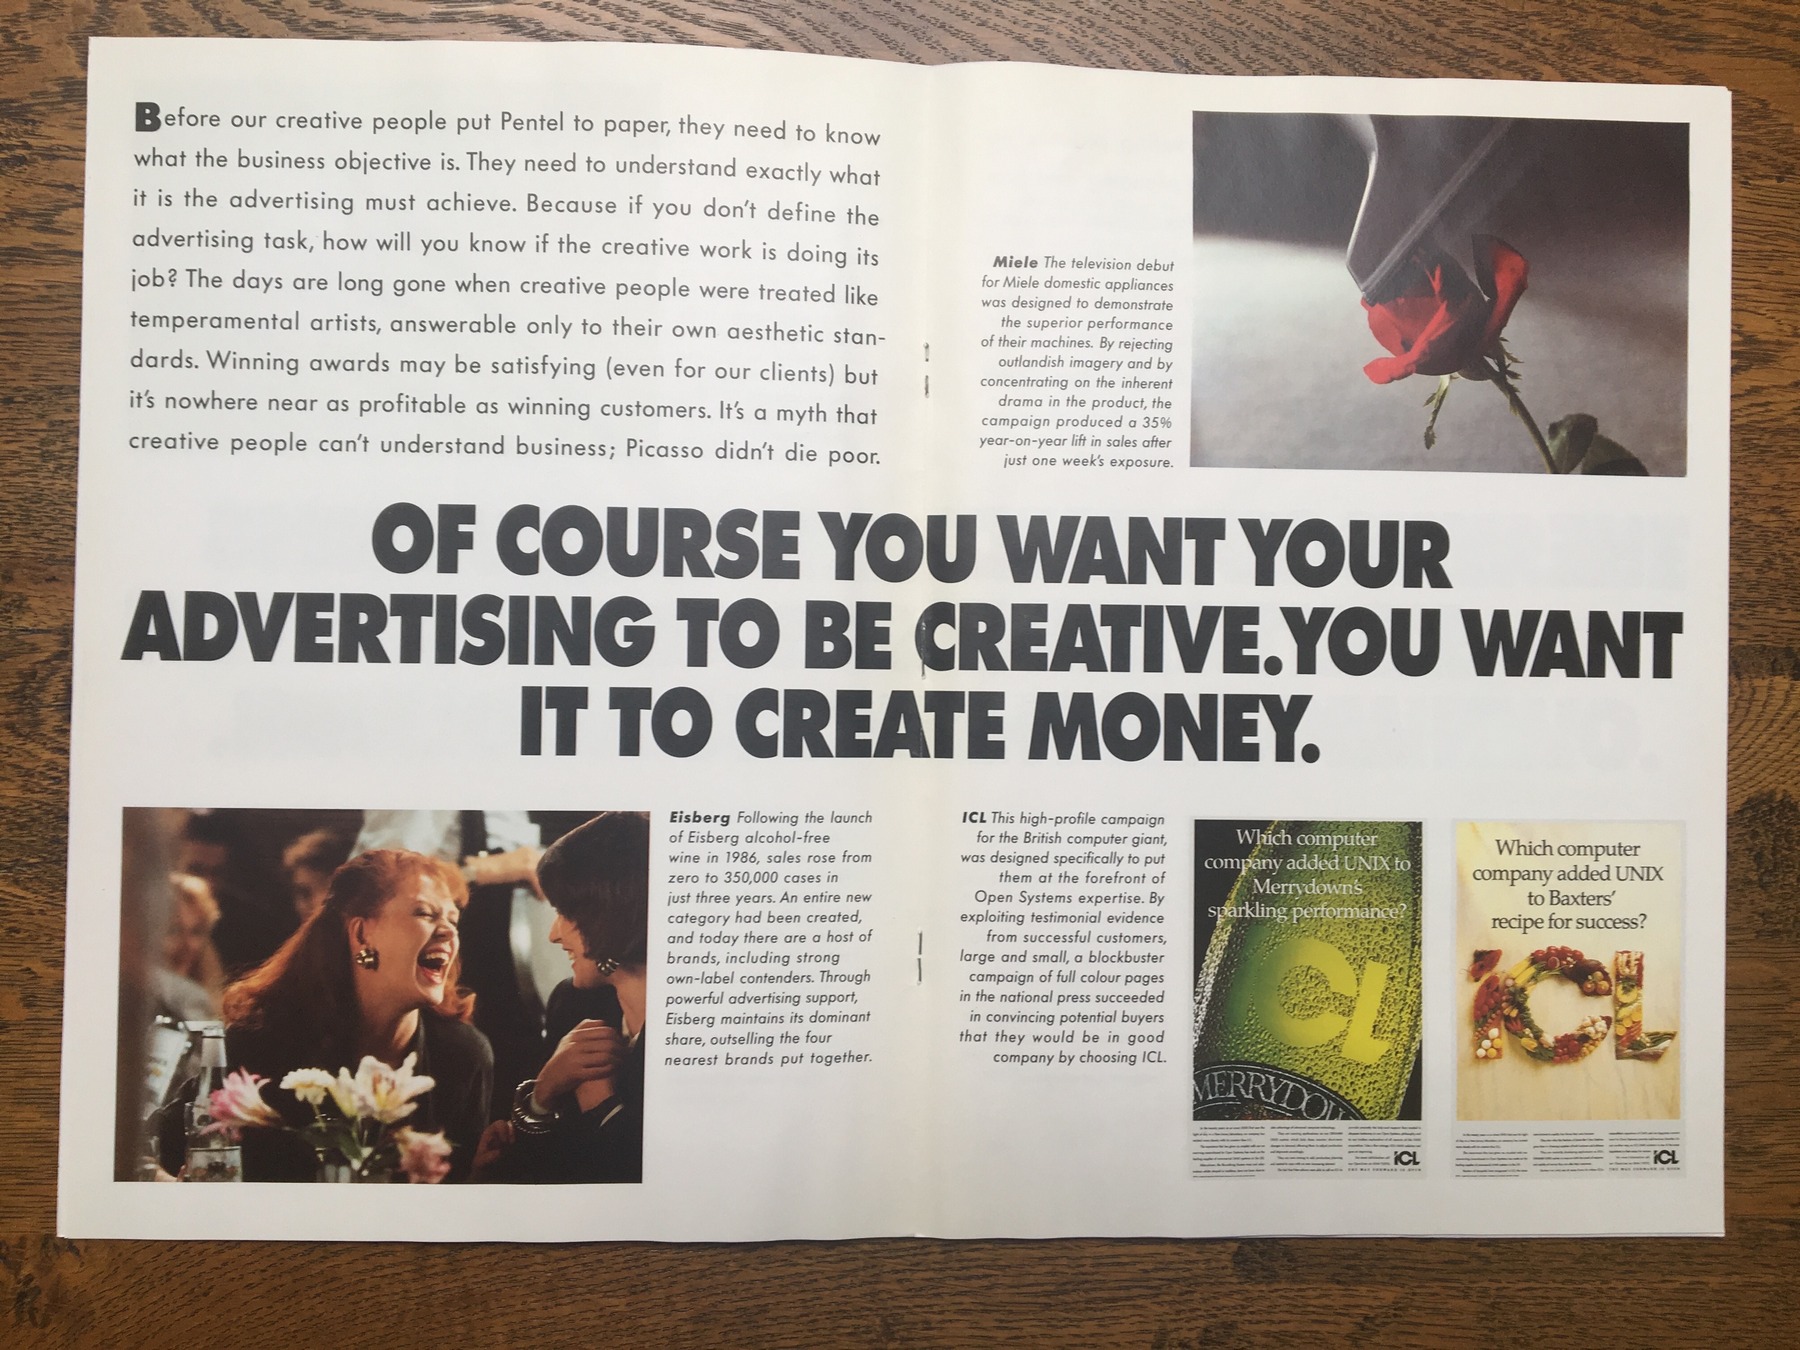 Before our creative people put Pentel to paper, they need to know
what the business objective is. They need to understand exactly what
it is the advertising must achieve. Because if you don't define the
advertising task, how will you know if the creative work is doing its
job? The days are long gone when creative people were treated like
temperamental artists, answerable only to their own aesthetic stan-
dards. Winning awards may be satisfying (even for our clients) but
it's nowhere near as profitable as winning customers. It's a myth that
creative people can't understand business; Picasso didn't die poor.
Miele The television debut
for Miele domestic appliances
was designed to demonstrate
the superior performance
of their machines. By rejecting
outlandish imagery and by
concentrating on the inherent
drama in the product, the
campaign produced a 35%
year-on-year lift in sales after
just one week's exposure.
OF COURSE YOU WANT YOUR
ADVERTISING TO BE CREATIVE. YOU WANT
IT TO CREATE MONEY.
Eisberg Following the launch
of Eisberg alcohol-free
wine in 1986, sales rose from
zero to 350,000 cases in
just three years. An entire new
category had been created,
and today there are a host of
brands, including strong
own-label contenders. Through
powerful advertising support,
Eisberg maintains its dominant
share, outselling the four
nearest brands put together.
ICL This high-profile campaign
for the British computer giant,
was designed specifically to put
them at the forefront of
Open Systems expertise. By
exploiting testimonial evidence
from successful customers,
large and small, a blockbuster
campaign of full colour pages
in the national press succeeded
in convincing potential buyers
that they would be in good
company by choosing ICL.
Which computer
company added UNIX to
Merrydown's
sparkling performance?
CL
MERRYDOW
ICL
Which computer
company added UNIX
to Baxters'
recipe for success?
iCL
ICL